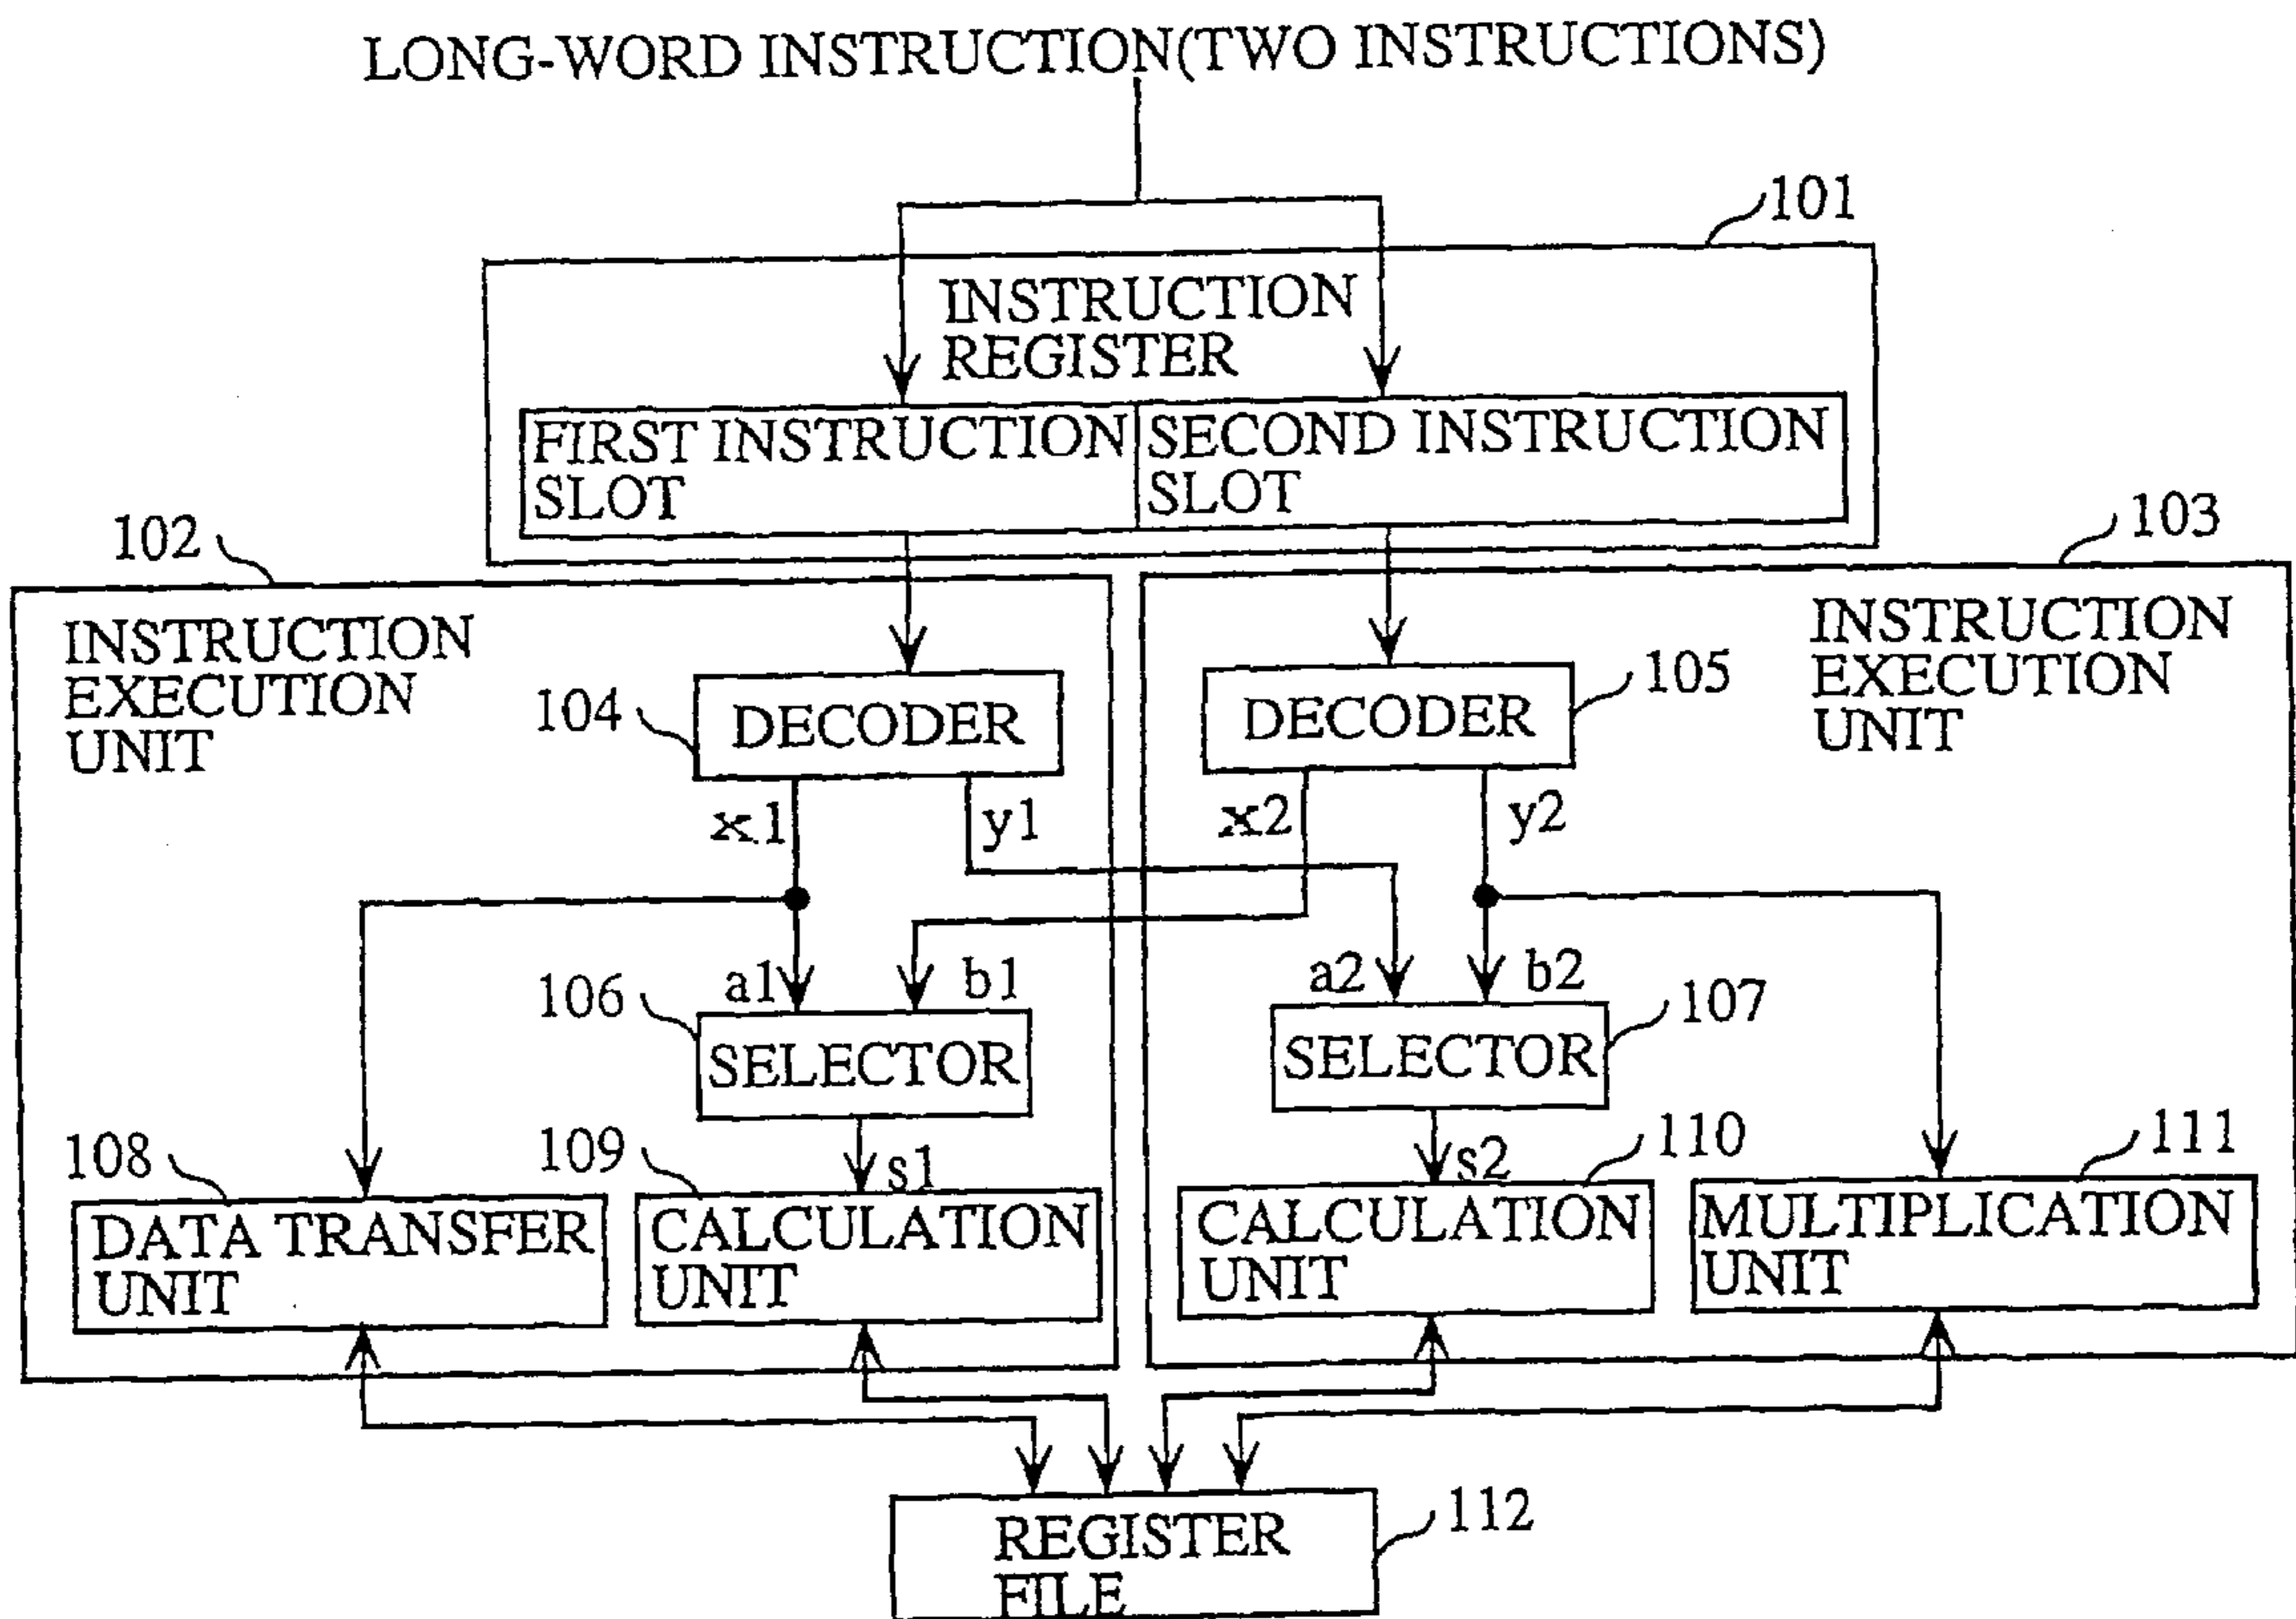 LONG-WORD INSTRUCTION(TWO INSTRUCTIONS)
101
INSTRUCTION
REGISTER
FIRST INSTRUCTION
SLOT
SECOND INSTRUCTION
SLOT
102
103
INSTRUCTION
EXECUTION
UNIT
INSTRUCTION
EXECUTION
UNIT
104
DECODER
DECODER
105
x1
y1
x2
y2
a1
b1
a2
b2
106
SELECTOR
SELECTOR
107
108
109
s1
s2
110
111
DATA TRANSFER
UNIT
CALCULATION
UNIT
CALCULATION
UNIT
MULTIPLICATION
UNIT
REGISTER
FILE
112